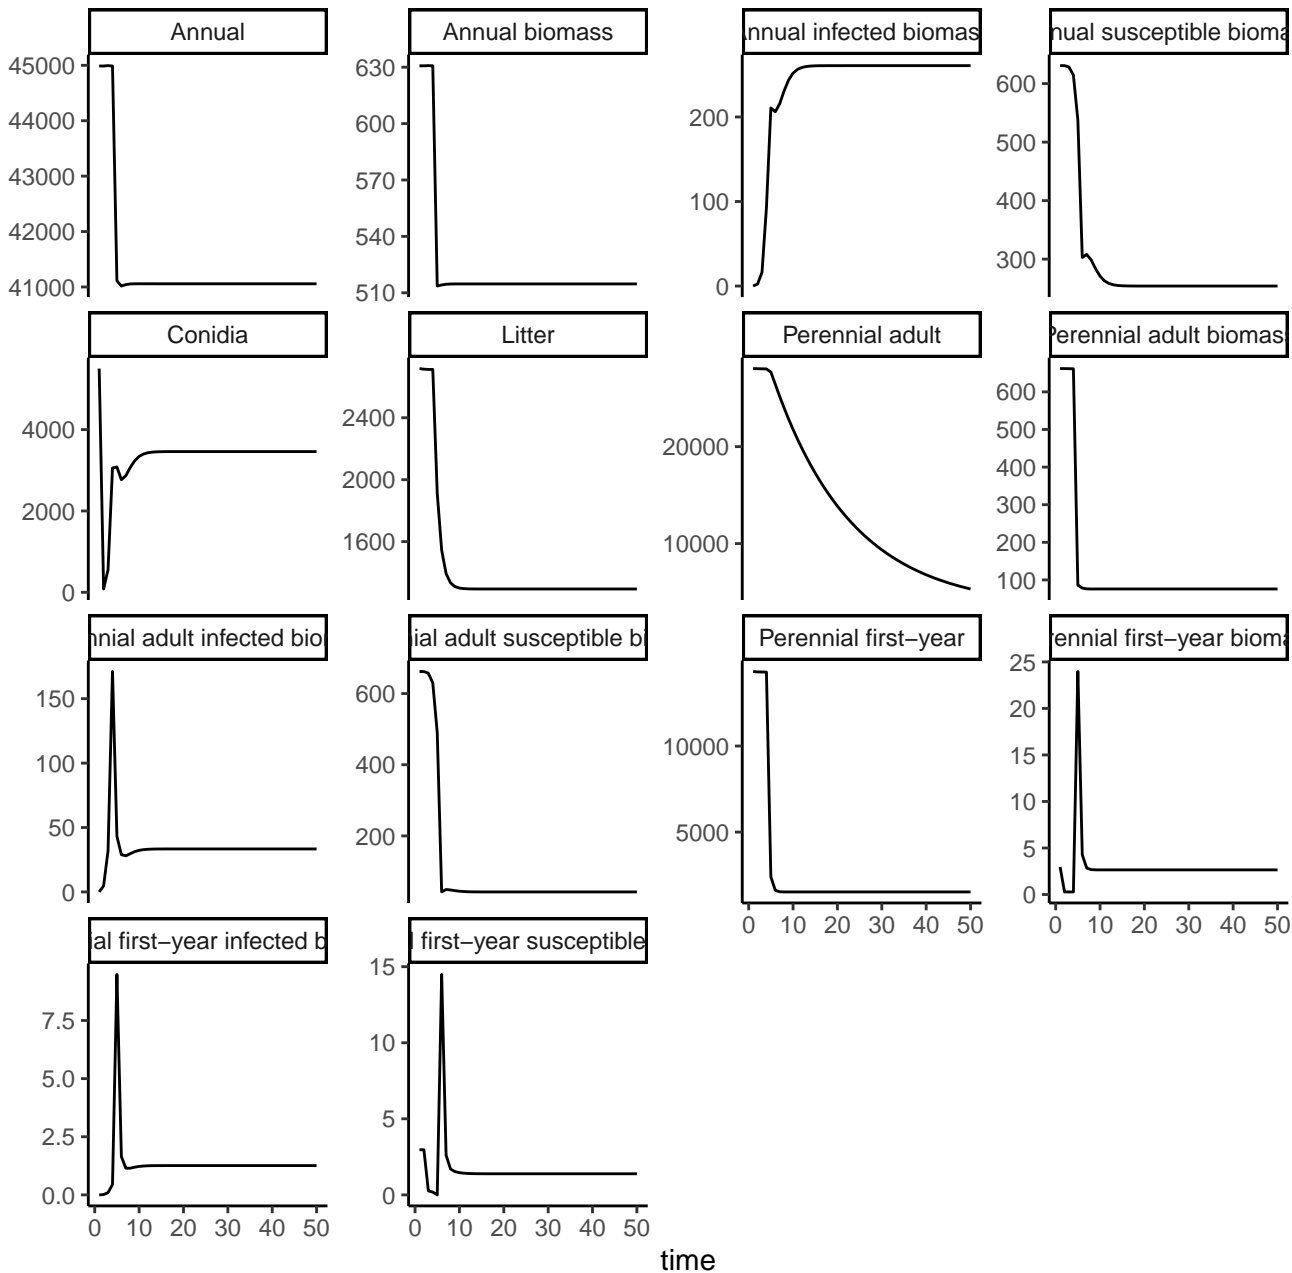 Annual
Annual biomass
Annual infected biomas
nual susceptible bioma
45000
44000
43000
42000
41000
630
600
570
540
510
200
100
0
600
500
400
300
Conidia
Litter
Perennial adult
Perennial adult biomas
4000
2000
0
2400
2000
1600
20000
10000
600
500
400
300
200
100
nnial adult infected bio
ial adult susceptible bi
Perennial first−year
rennial first−year bioma
150
100
50
0
600
400
200
10000
5000
25
20
15
10
5
0
0 10 20 30 40 50
0 10 20 30 40 50
ial first−year infected b
l first−year susceptible
7.5
5.0
2.5
0.0
15
10
5
0
0 10 20 30 40 50
0 10 20 30 40 50
time